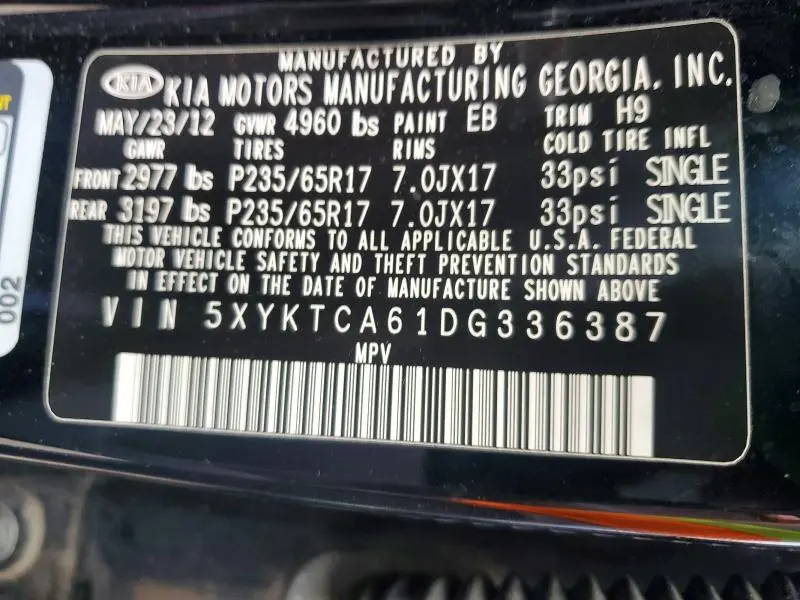 MANUFACTURED BY
KIA KIA MOTORS MANUFACTURING GEORGIA, INC.
MAY/23/12 GVWR 4960 lbs PAINT EB TRIM H9
GAWR TIRES RIMS COLD TIRE INFL
FRONT 2977 lbs P235/65R17 7.0JX17 33psi SINGLE
REAR 3197 lbs P235/65R17 7.0JX17 33psi SINGLE
THIS VEHICLE CONFORMS TO ALL APPLICABLE U.S.A. FEDERAL
MOTOR VEHICLE SAFETY AND THEFT PREVENTION STANDARDS
IN EFFECT ON THE DATE OF MANUFACTURE SHOWN ABOVE
VIN 5XYKTCA61DG336387
MPV
002